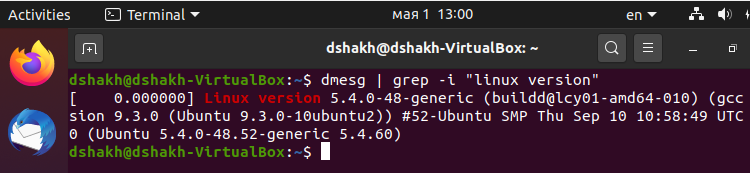 Activities Terminal мая 1 13:00 en
dshakh@dshakh-VirtualBox: ~
dshakh@dshakh-VirtualBox:~$ dmesg | grep -i "linux version"
[    0.000000] Linux version 5.4.0-48-generic (buildd@lcy01-amd64-010) (gcc
sion 9.3.0 (Ubuntu 9.3.0-10ubuntu2)) #52-Ubuntu SMP Thu Sep 10 10:58:49 UTC
0 (Ubuntu 5.4.0-48.52-generic 5.4.60)
dshakh@dshakh-VirtualBox:~$